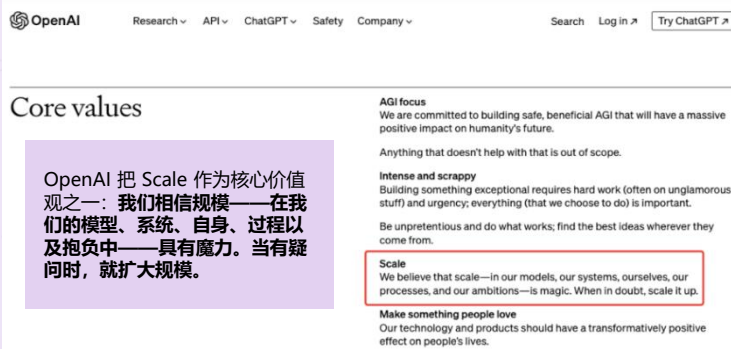 OpenAI Research API ChatGPT Safety Company Search Log in ↗ Try ChatGPT ↗
Core values
OpenAI 把 Scale 作为核心价值
观之一：我们相信规模——在我
们的模型、系统、自身、过程以
及抱负中——具有魔力。当有疑
问时，就扩大规模。
AGI focus
We are committed to building safe, beneficial AGI that will have a massive
positive impact on humanity's future.
Anything that doesn't help with that is out of scope.
Intense and scrappy
Building something exceptional requires hard work (often on unglamorous
stuff) and urgency; everything (that we choose to do) is important.
Be unpretentious and do what works; find the best ideas wherever they
come from.
Scale
We believe that scale—in our models, our systems, ourselves, our
processes, and our ambitions—is magic. When in doubt, scale it up.
Make something people love
Our technology and products should have a transformatively positive
effect on people's lives.